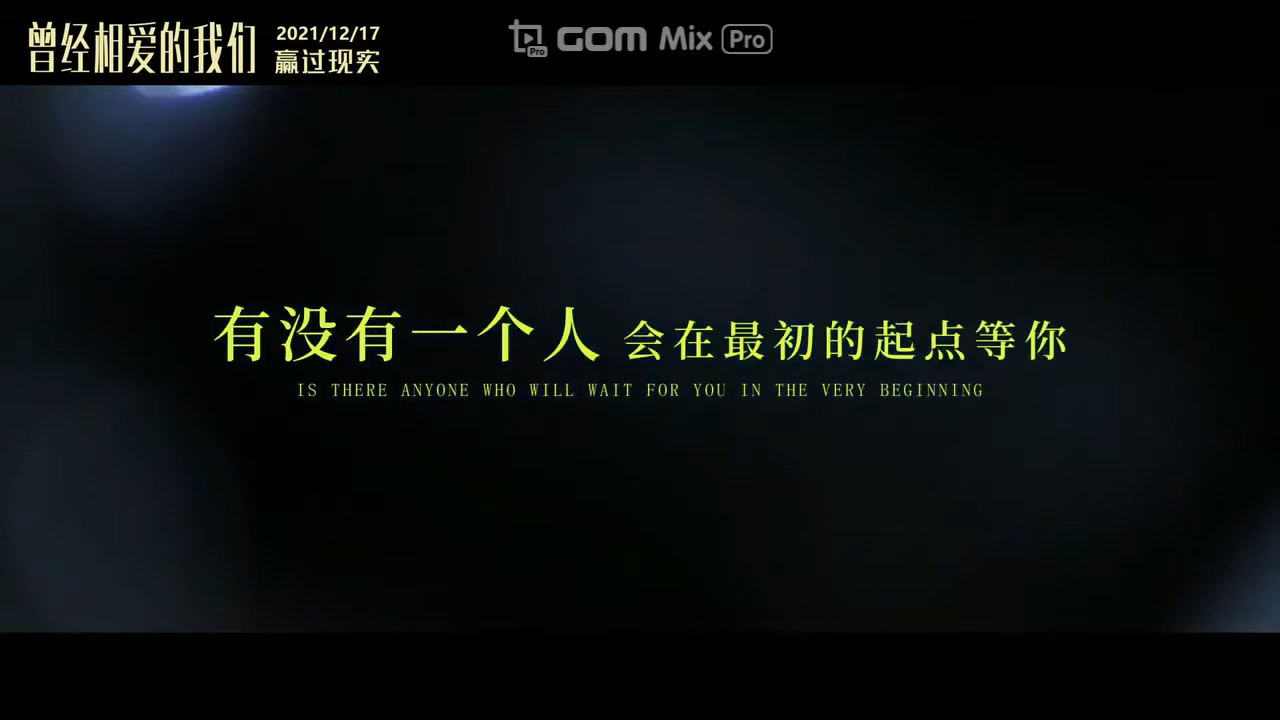 曾经相爱的我们
2021/12/17
赢过现实
Pro GOM Mix Pro
有没有一个人 会在最初的起点等你
IS THERE ANYONE WHO WILL WAIT FOR YOU IN THE VERY BEGINNING